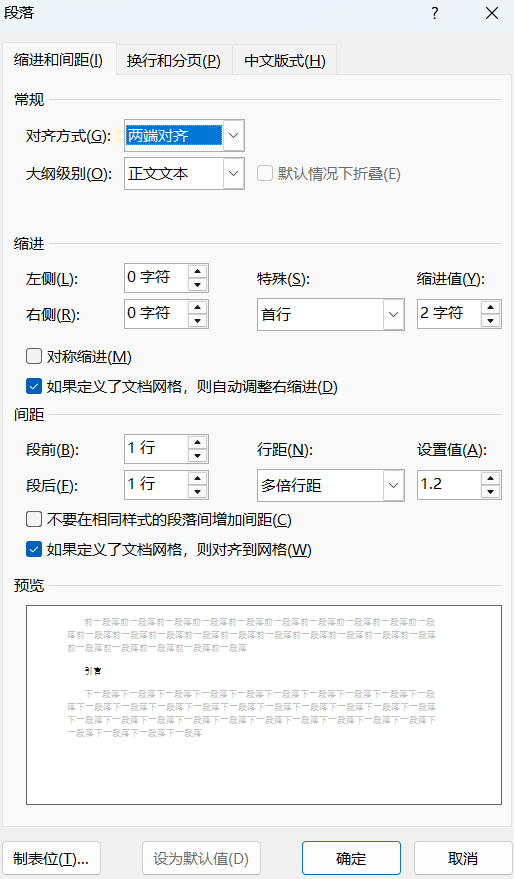 段落 ?
缩进和间距(I) 换行和分页(P) 中文版式(H)
常规
对齐方式(G): 两端对齐
大纲级别(O): 正文文本 默认情况下折叠(E)
缩进
左侧(L): 0 字符 特殊(S): 缩进值(Y):
右侧(R): 0 字符 首行 2 字符
对称缩进(M)
如果定义了文档网格，则自动调整右缩进(D)
间距
段前(B): 1 行 行距(N): 设置值(A):
段后(F): 1 行 多倍行距 1.2
不要在相同样式的段落间增加间距(C)
如果定义了文档网格，则对齐到网格(W)
预览
前一段落前一段落前一段落前一段落前一段落前一段落前一段落前一段落前一段落前一段
落前一段落前一段落前一段落前一段落前一段落前一段落前一段落前一段落前一段落前一段落
前一段落前一段落前一段落前一段落前一段落
引言
下一段落下一段落下一段落下一段落下一段落下一段落下一段落下一段落下一段落下一段
落下一段落下一段落下一段落下一段落下一段落下一段落下一段落下一段落下一段落下一段落
下一段落下一段落下一段落下一段落下一段落下一段落下一段落下一段落下一段落下一段落下
一段落下一段落下一段落下一段落
制表位(T)... 设为默认值(D) 确定 取消